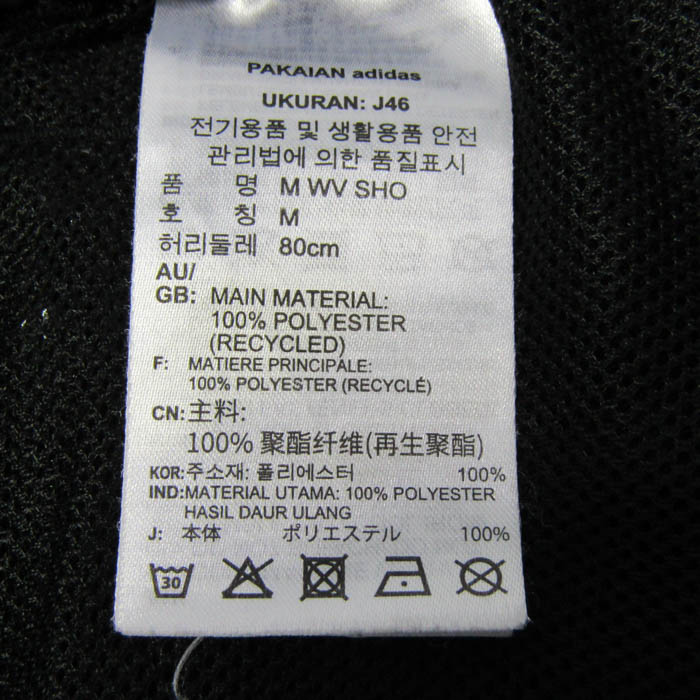 PAKAIAN adidas
UKURAN: J46
전기용품 및 생활용품 안전
관리법에 의한 품질표시
품 명 M WV SHO
호 칭 M
허리둘레 80cm
AU/
GB: MAIN MATERIAL:
100% POLYESTER
(RECYCLED)
F: MATIERE PRINCIPALE:
100% POLYESTER (RECYCLÉ)
CN:主料:
100% 聚酯纤维(再生聚酯)
KOR:주소재: 폴리에스터 100%
IND:MATERIAL UTAMA: 100% POLYESTER
HASIL DAUR ULANG
J: 本体 ポリエステル 100%
30